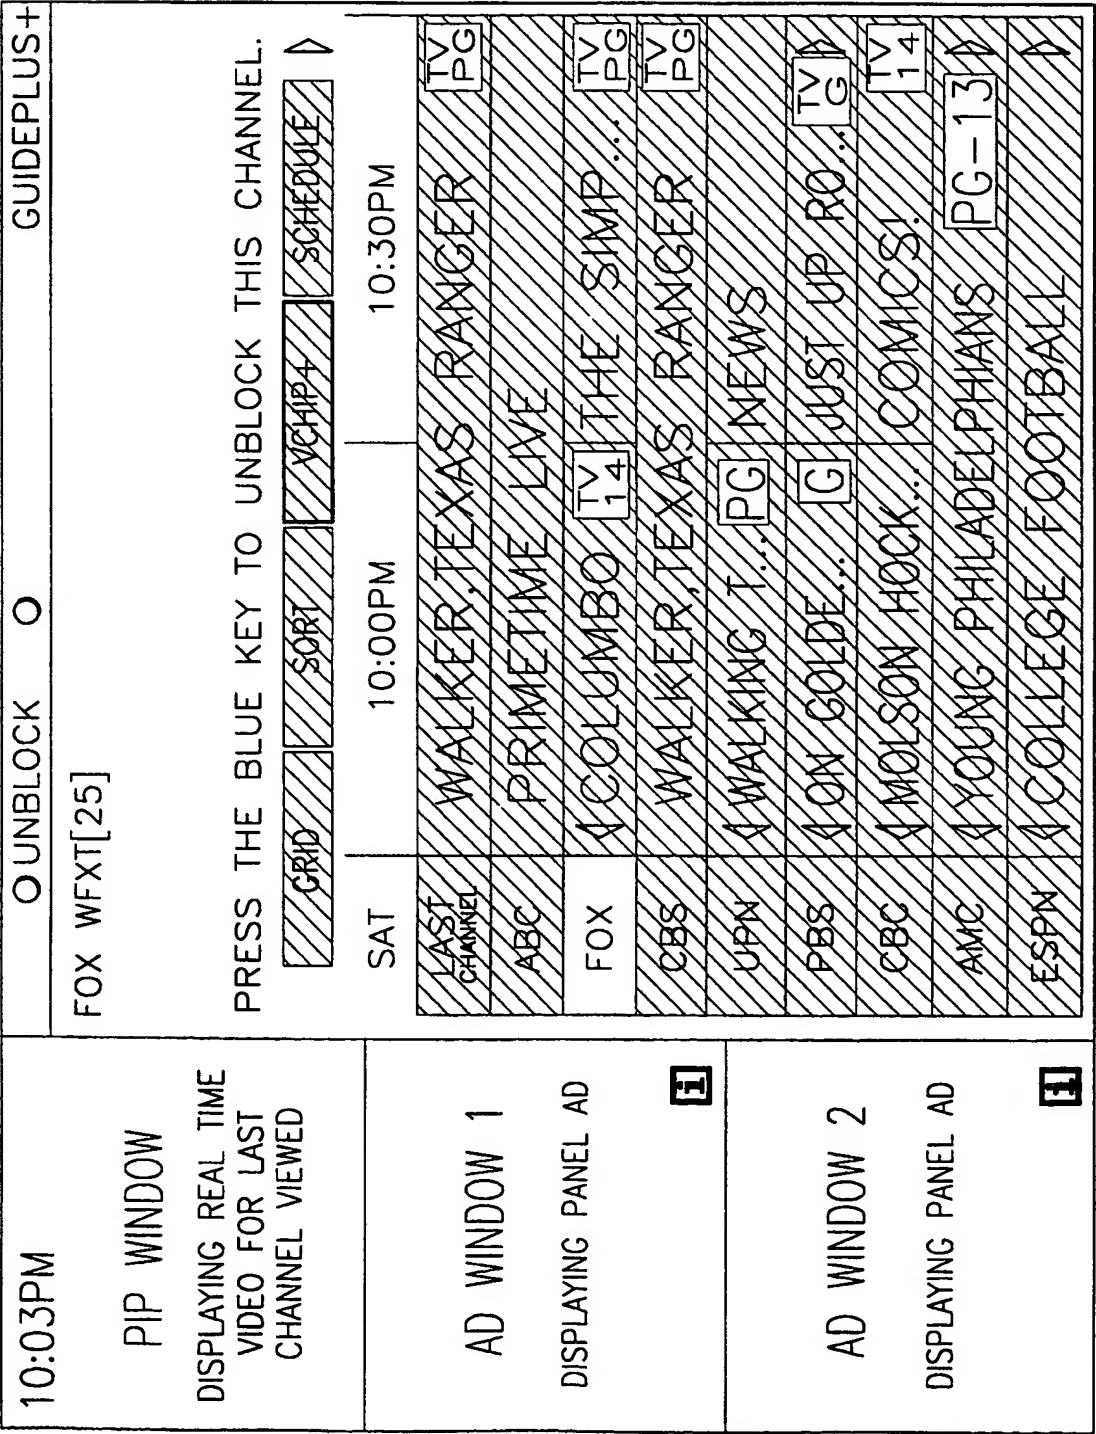 10:03PM
PIP WINDOW
DISPLAYING REAL TIME
VIDEO FOR LAST
CHANNEL VIEWED
AD WINDOW 1
DISPLAYING PANEL AD
i
AD WINDOW 2
DISPLAYING PANEL AD
i
UNBLOCK GUIDEPLUS+
FOX WFXT[25]
PRESS THE BLUE KEY TO UNBLOCK THIS CHANNEL.
GRID SORT VCHIP+ SCHEDULE
SAT 10:00PM 10:30PM
LAST CHANNEL WALKER,TEXAS RANGER TV PG
ABC PRIMETIME LIVE
FOX COLUMBO TV 14 THE SIMP... TV PG
CBS WALKER,TEXAS RANGER TV PG
UPN WALKING T... PG NEWS
PBS ON GOLDE... G JUST UP RO... TV G
CBC MOLSON HOCK... COMICS! TV 14
AMC YOUNG PHILADELPHIANS PG-13
ESPN COLLEGE FOOTBALL